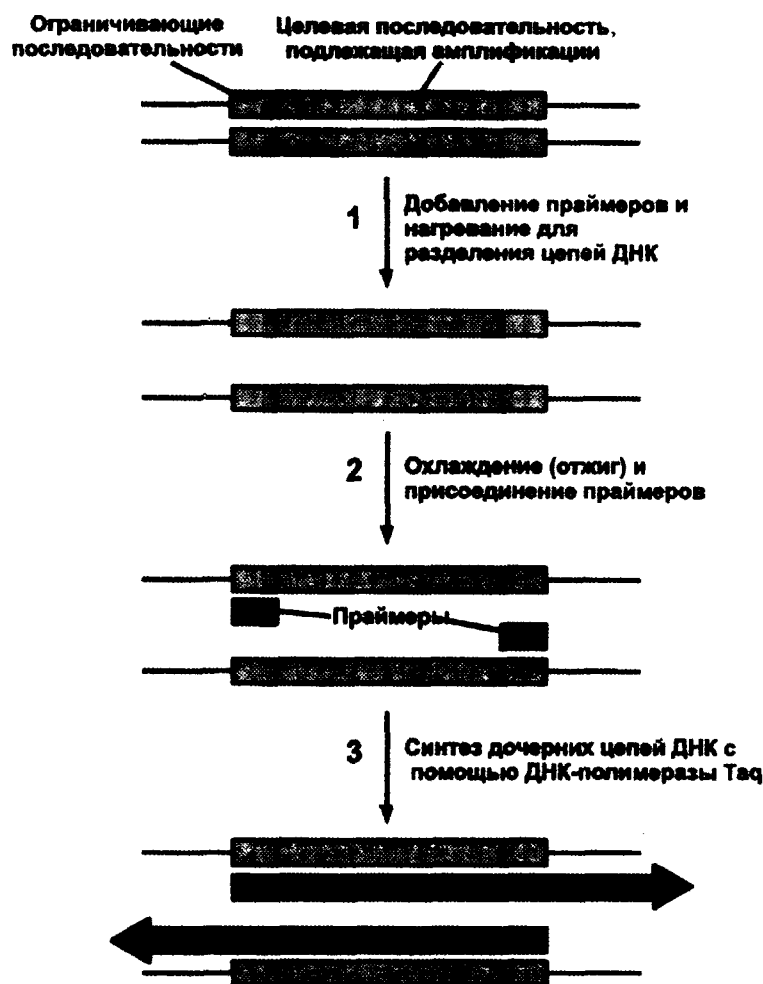 Ограничивающие
последовательности
Целевая последовательность,
подлежащая амплификации
1
Добавление праймеров и
нагревание для
разделения цепей ДНК
2
Охлаждение (отжиг) и
присоединение праймеров
Праймеры
3
Синтез дочерних цепей ДНК с
помощью ДНК-полимеразы Taq